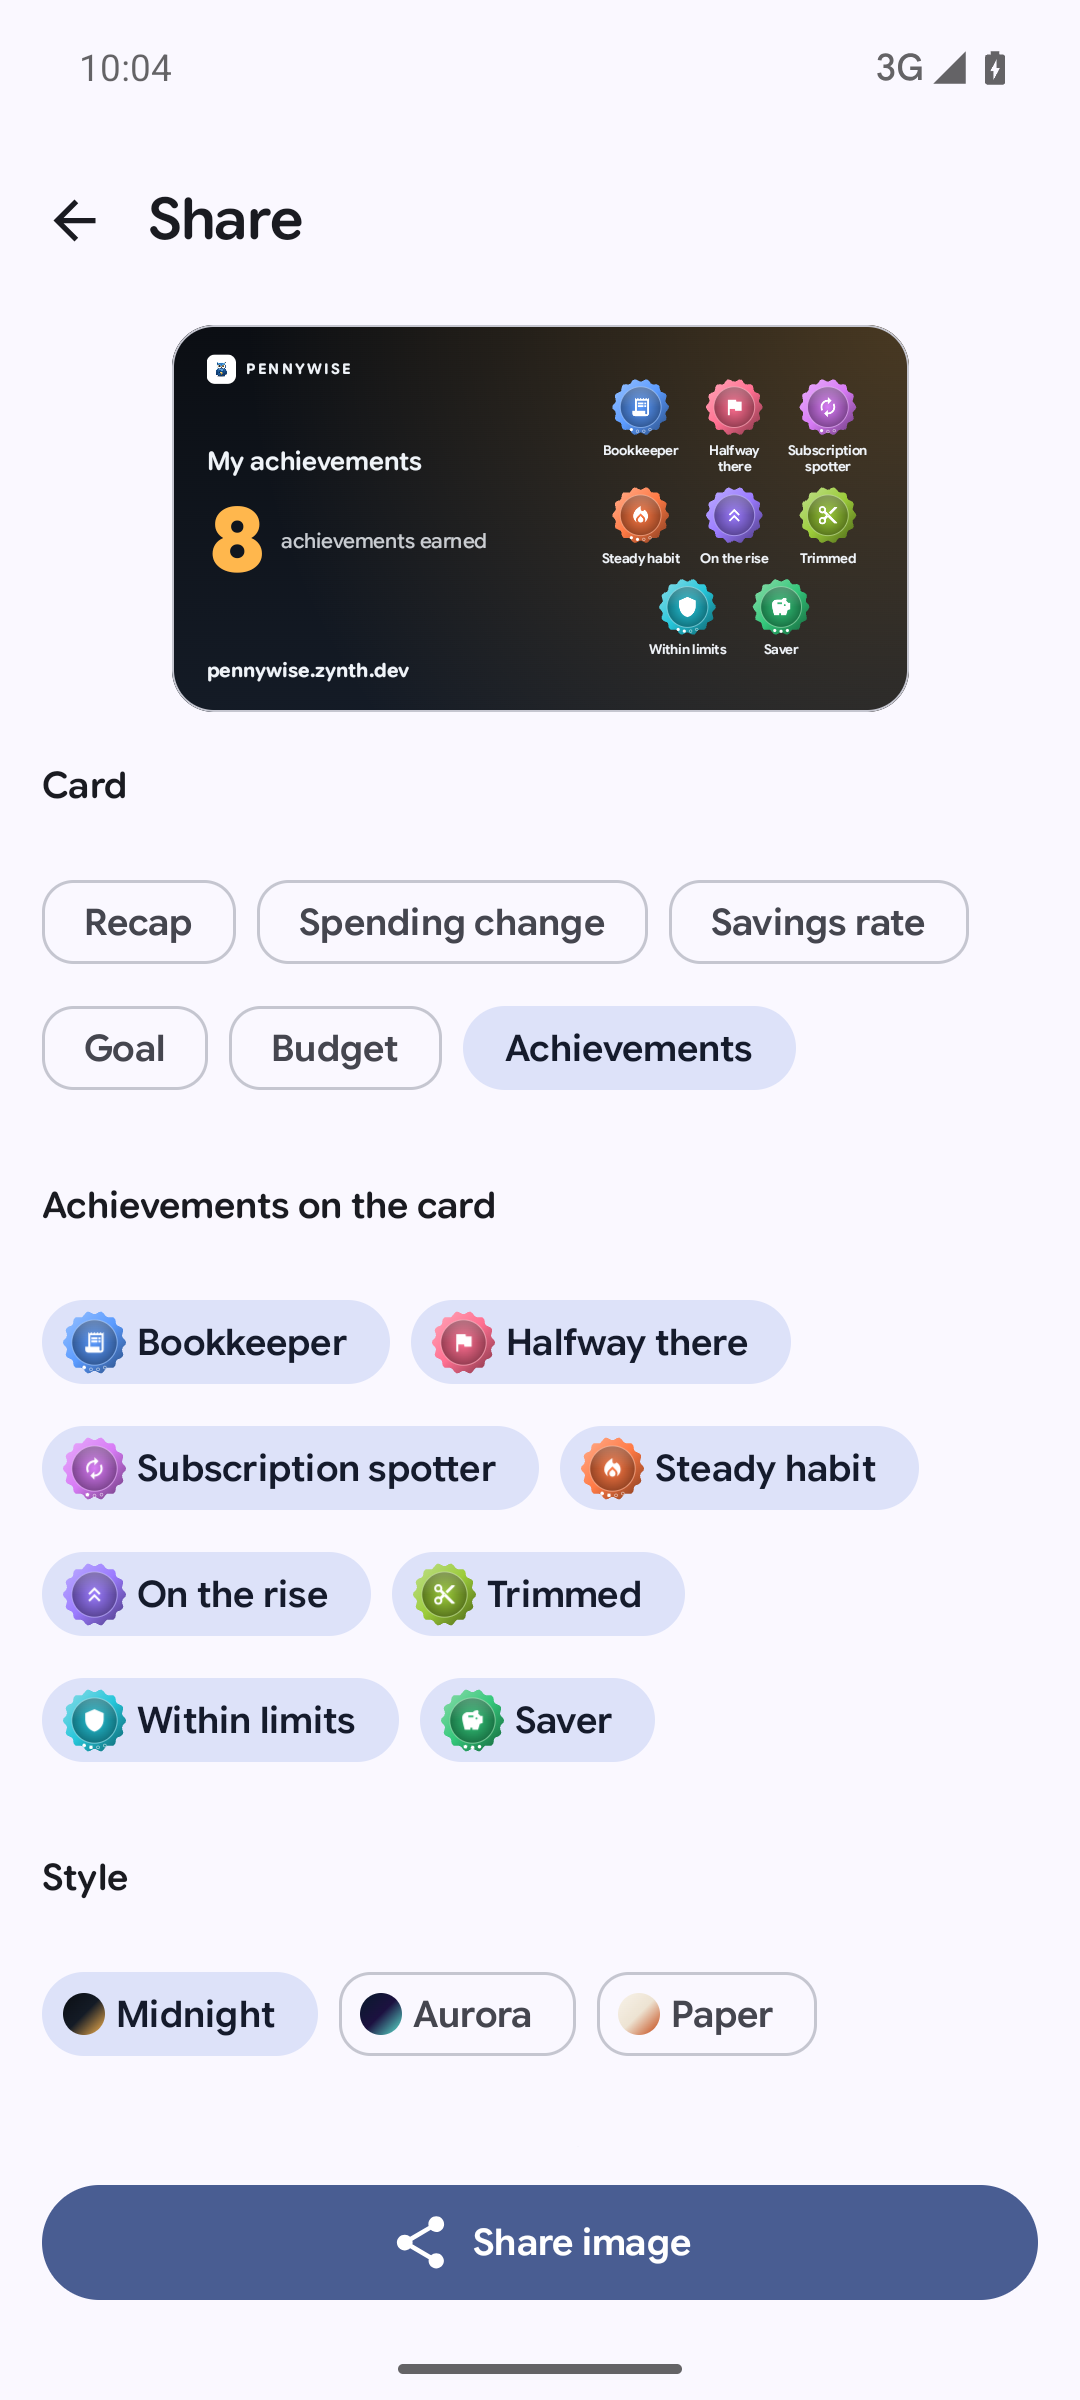 10:04
3G
Share
PENNYWISE
My achievements
8 achievements earned
pennywise.zynth.dev
Bookkeeper
Halfway there
Subscription spotter
Steady habit
On the rise
Trimmed
Within limits
Saver
Card
Recap
Spending change
Savings rate
Goal
Budget
Achievements
Achievements on the card
Bookkeeper
Halfway there
Subscription spotter
Steady habit
On the rise
Trimmed
Within limits
Saver
Style
Midnight
Aurora
Paper
Share image